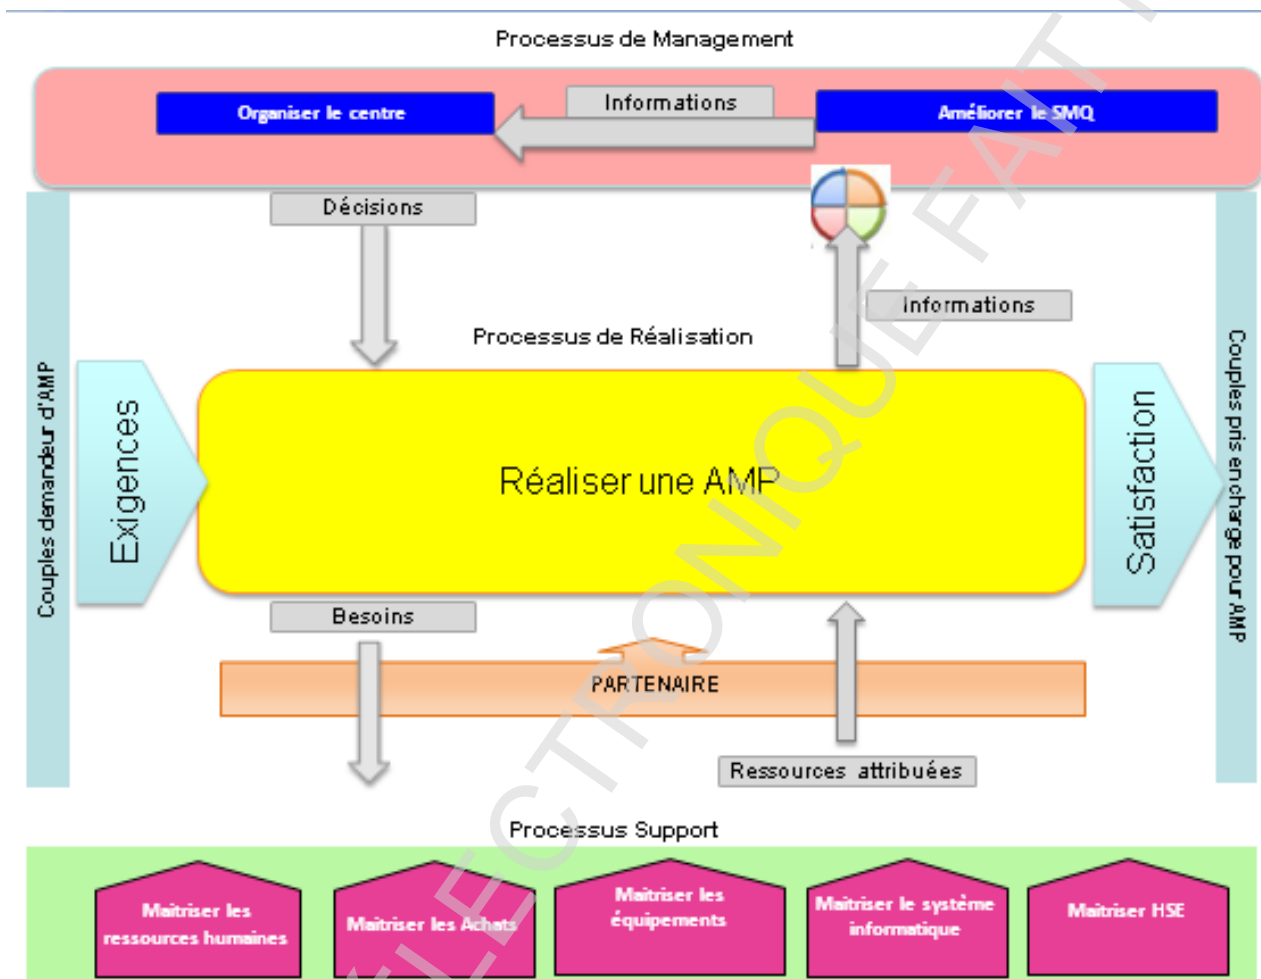 Processus de Management
Organiser le centre
Informations
Améliorer le SMQ
Décisions
Informations
Processus de Réalisation
Couples demandeur d'AMP
Exigences
Réaliser une AMP
Satisfaction
Couples pris en charge pour AMP
Besoins
PARTENAIRE
Ressources attribuées
Processus Support
Maitriser les
ressources humaines
Maitriser les Achats
Maitriser les
équipements
Maitriser le système
informatique
Maitriser HSE
ÉLECTRONIQUE FAIT